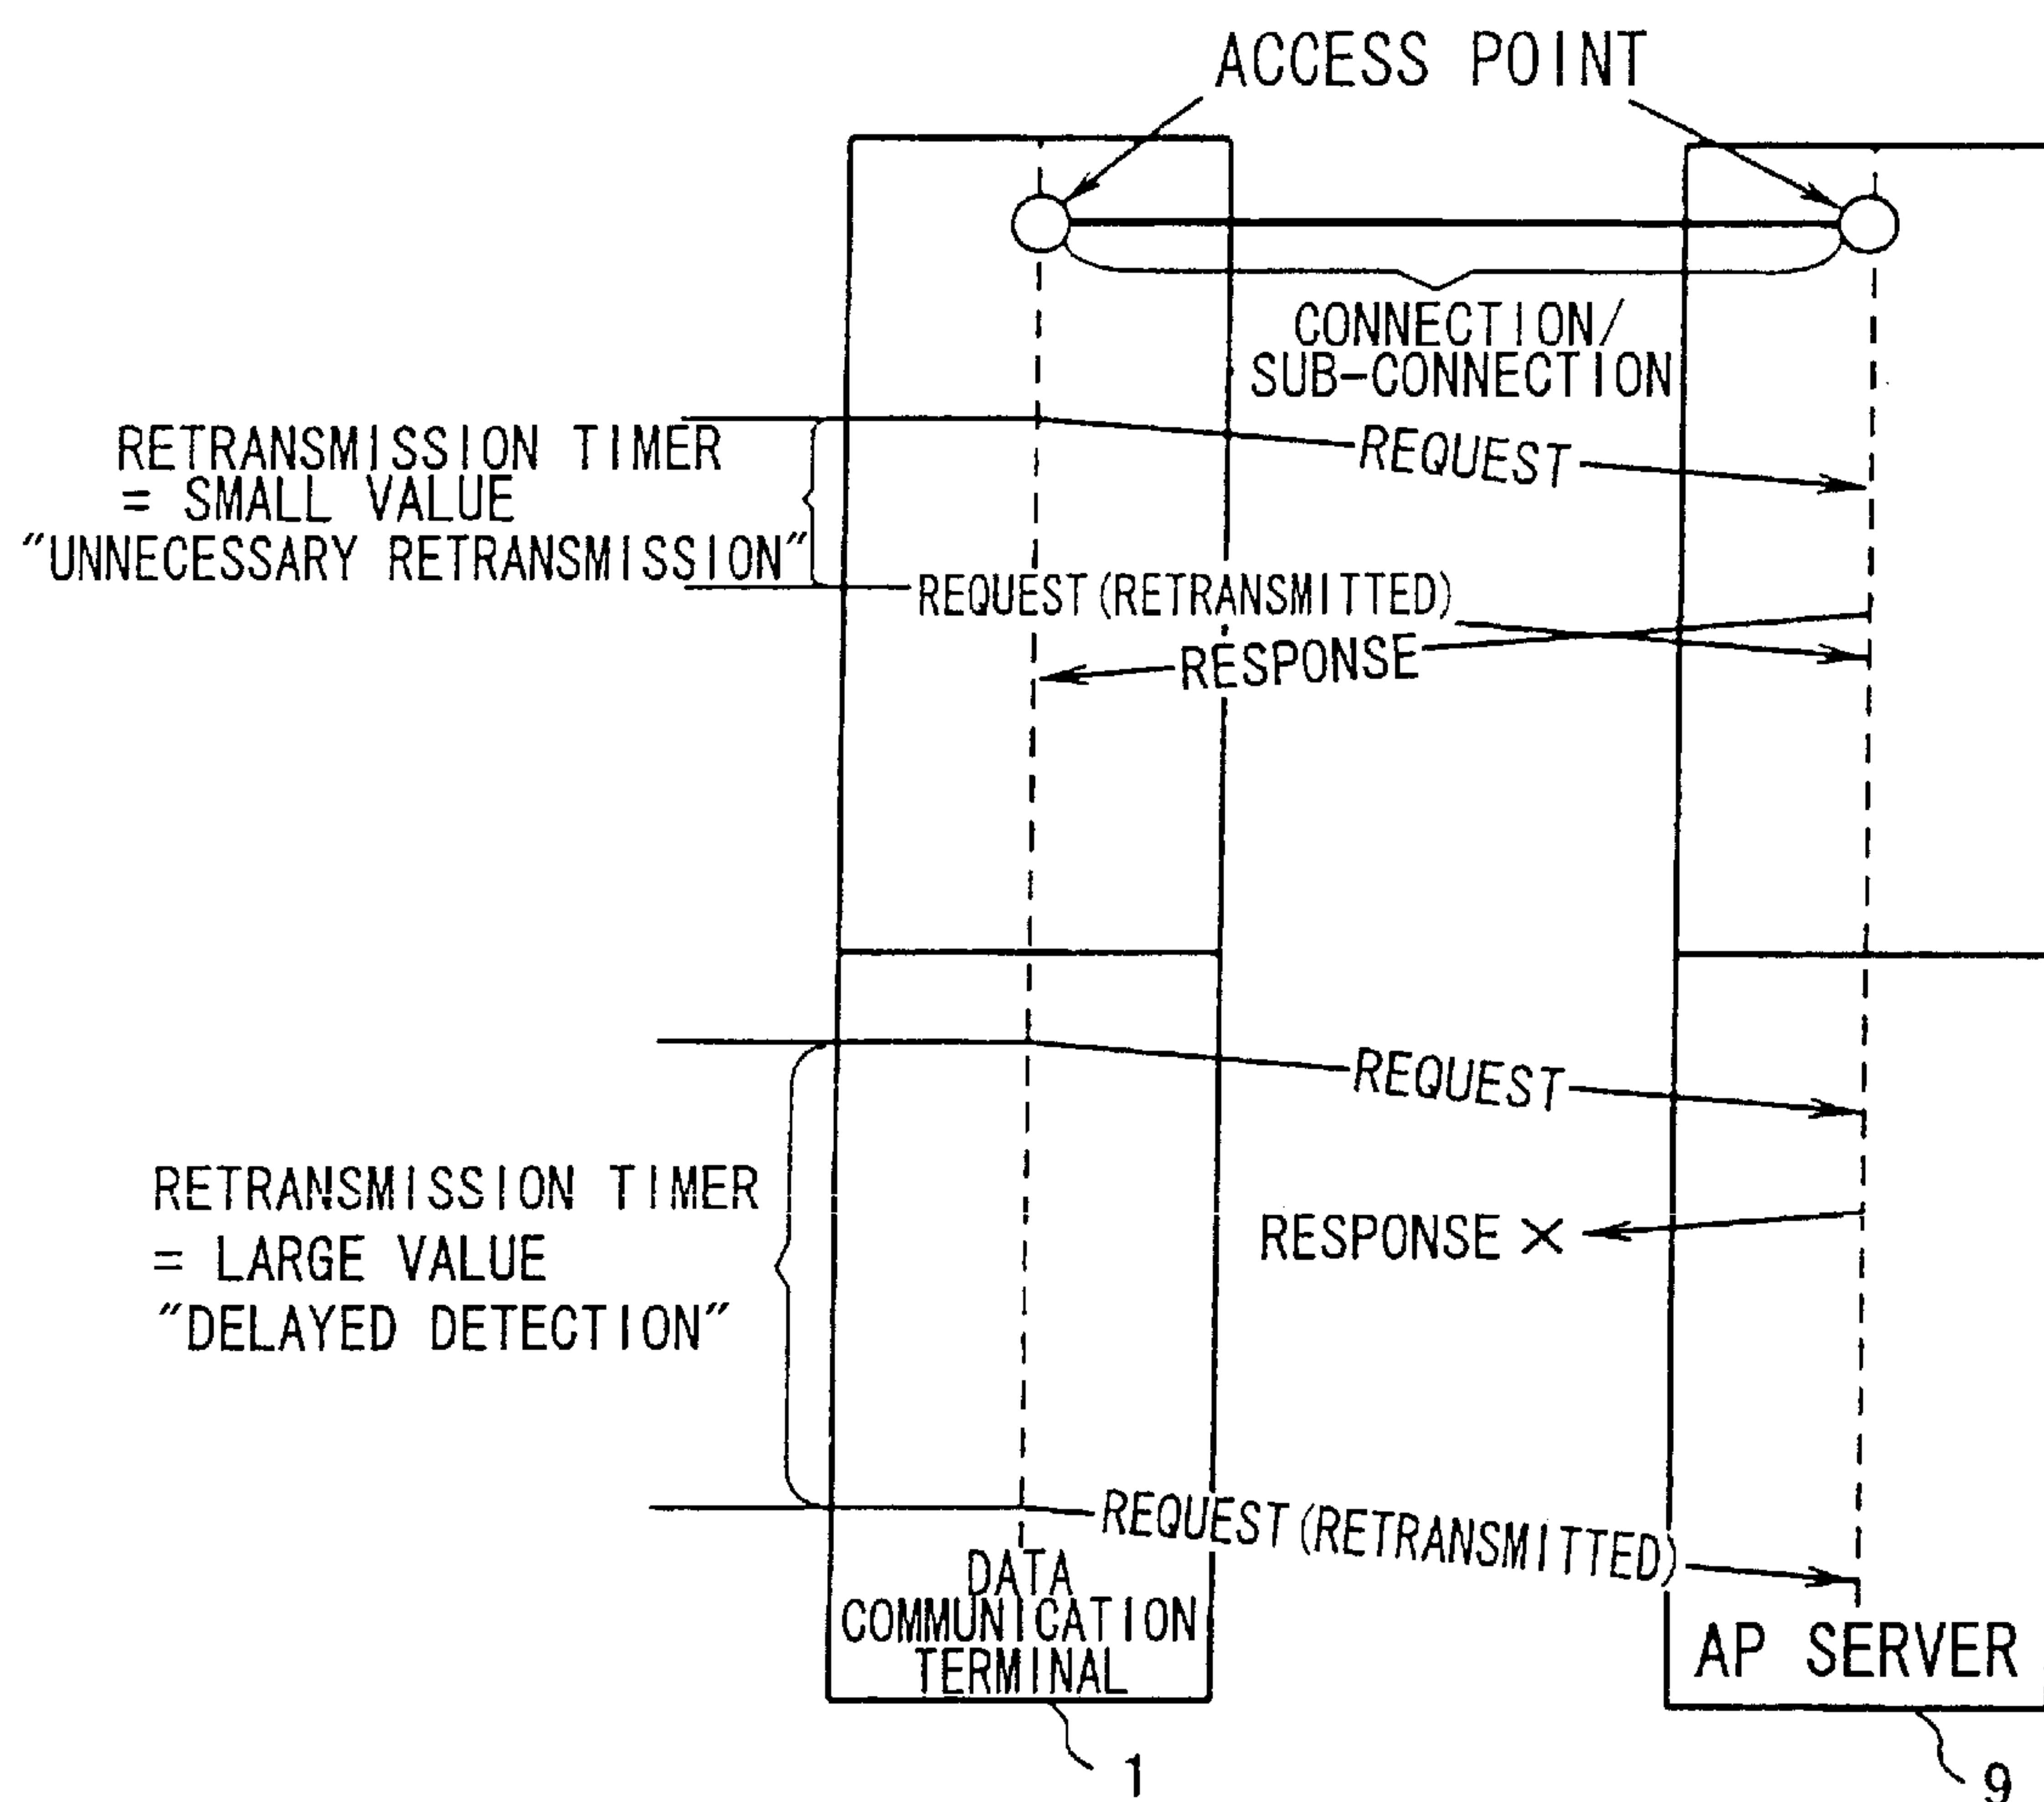 ACCESS POINT
CONNECTION/
SUB-CONNECTION
RETRANSMISSION TIMER
= SMALL VALUE
"UNNECESSARY RETRANSMISSION"
REQUEST
REQUEST (RETRANSMITTED)
RESPONSE
REQUEST
RETRANSMISSION TIMER
= LARGE VALUE
"DELAYED DETECTION"
RESPONSE ×
REQUEST (RETRANSMITTED)
DATA
COMMUNICATION
TERMINAL
AP SERVER
1
9